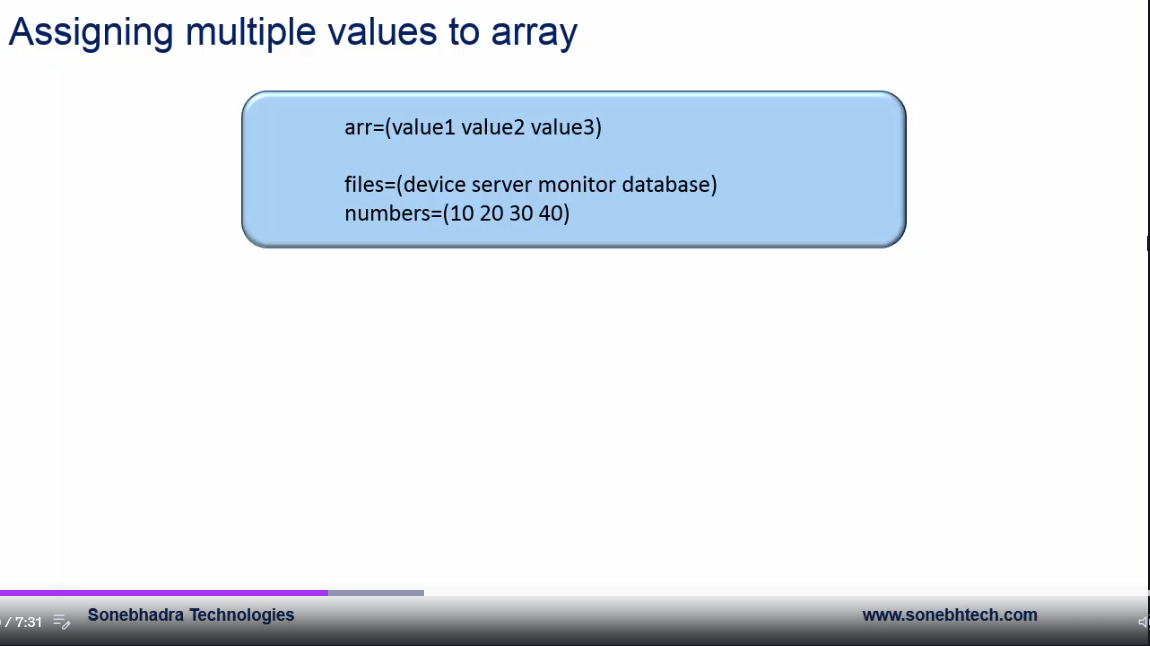 Assigning multiple values to array
arr=(value1 value2 value3)
files=(device server monitor database)
numbers=(10 20 30 40)
/ 7:31
Sonebhadra Technologies
www.sonebhtech.com